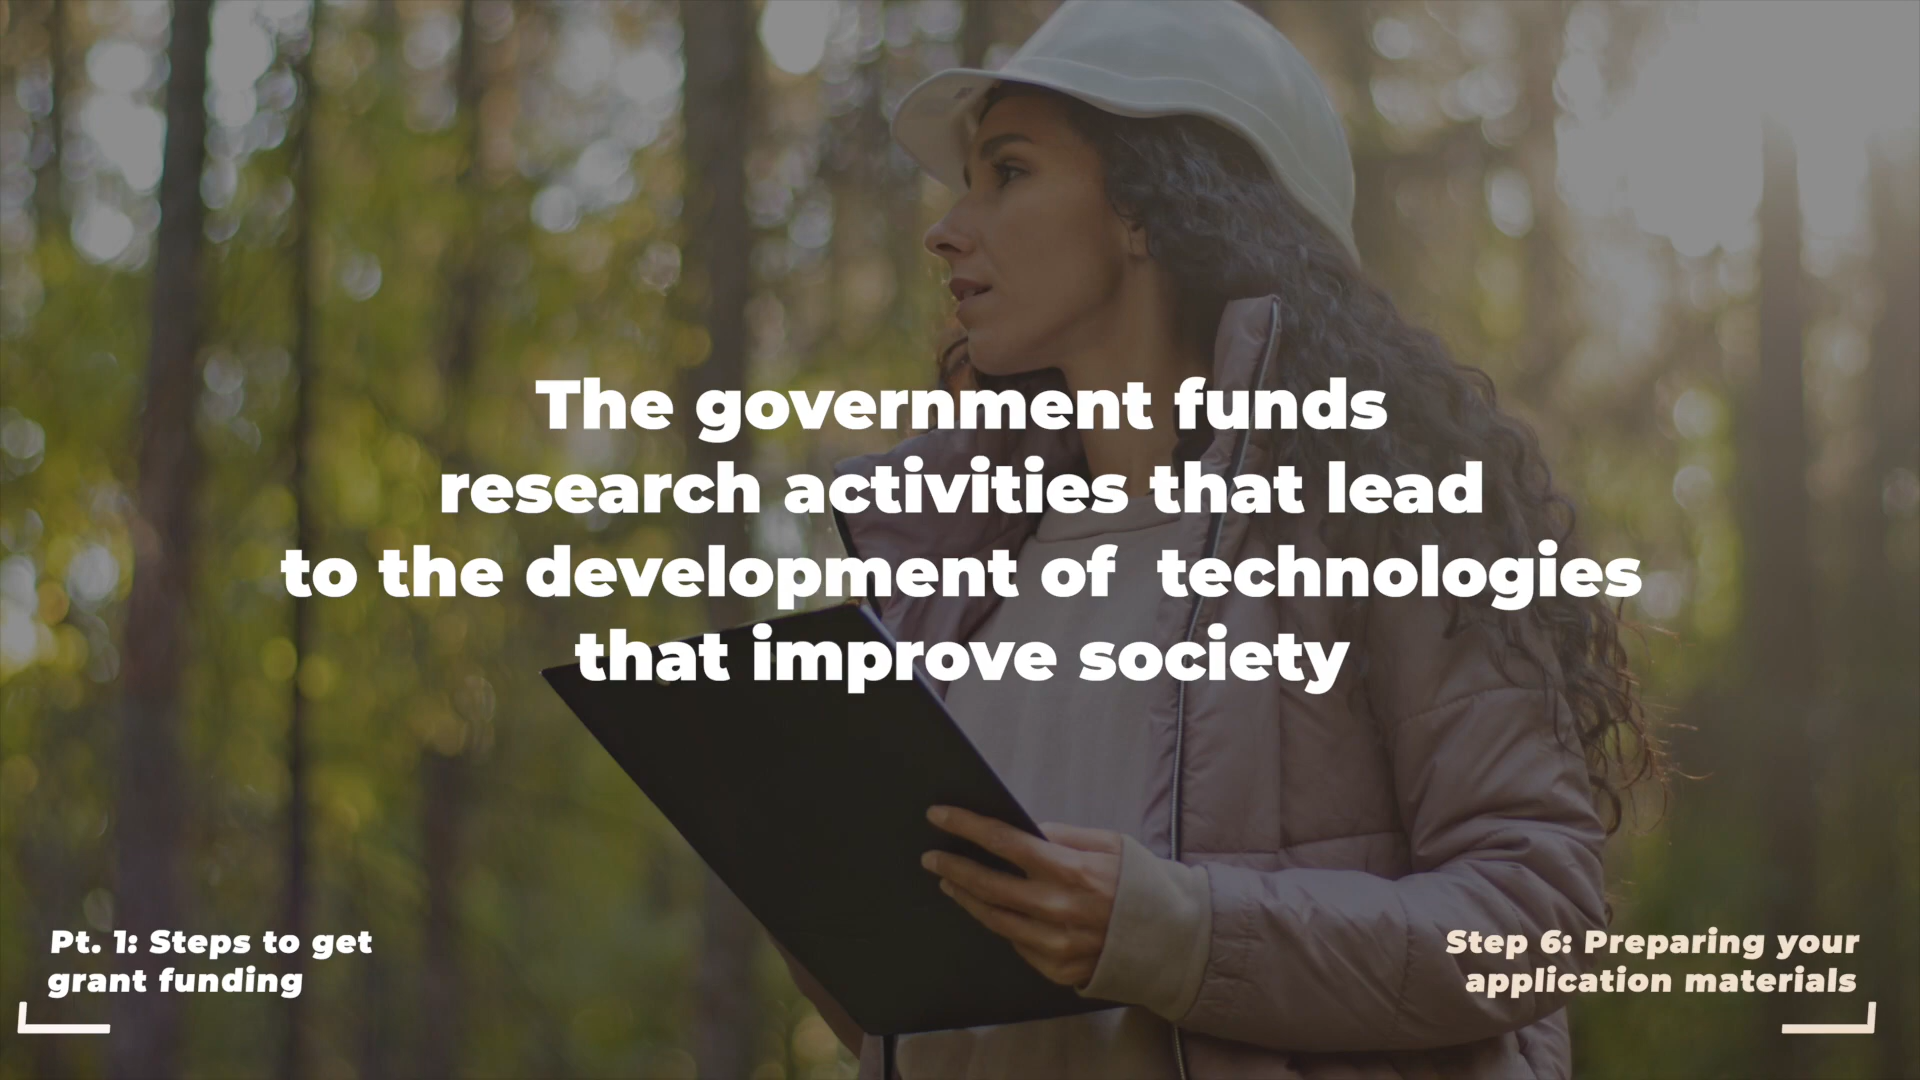 The government funds
research activities that lead
to the development of  technologies
that improve society
Pt. 1: Steps to get
grant funding
Step 6: Preparing your
application materials